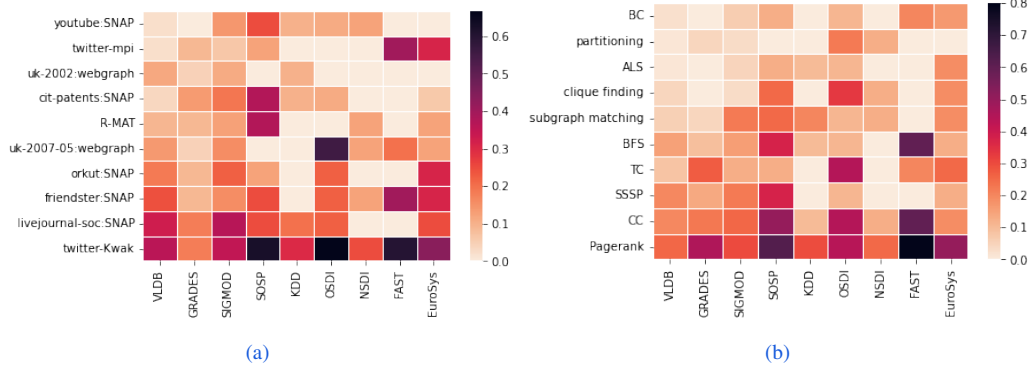 youtube:SNAP
twitter-mpi
uk-2002:webgraph
cit-patents:SNAP
R-MAT
uk-2007-05:webgraph
orkut:SNAP
friendster:SNAP
livejournal-soc:SNAP
twitter-Kwak
VLDB
GRADES
SIGMOD
SOSP
KDD
OSDI
NSDI
FAST
EuroSys
0.6
0.5
0.4
0.3
0.2
0.1
0.0
(a)
BC
partitioning
ALS
clique finding
subgraph matching
BFS
TC
SSSP
CC
Pagerank
VLDB
GRADES
SIGMOD
SOSP
KDD
OSDI
NSDI
FAST
EuroSys
0.8
0.7
0.6
0.5
0.4
0.3
0.2
0.1
0.0
(b)